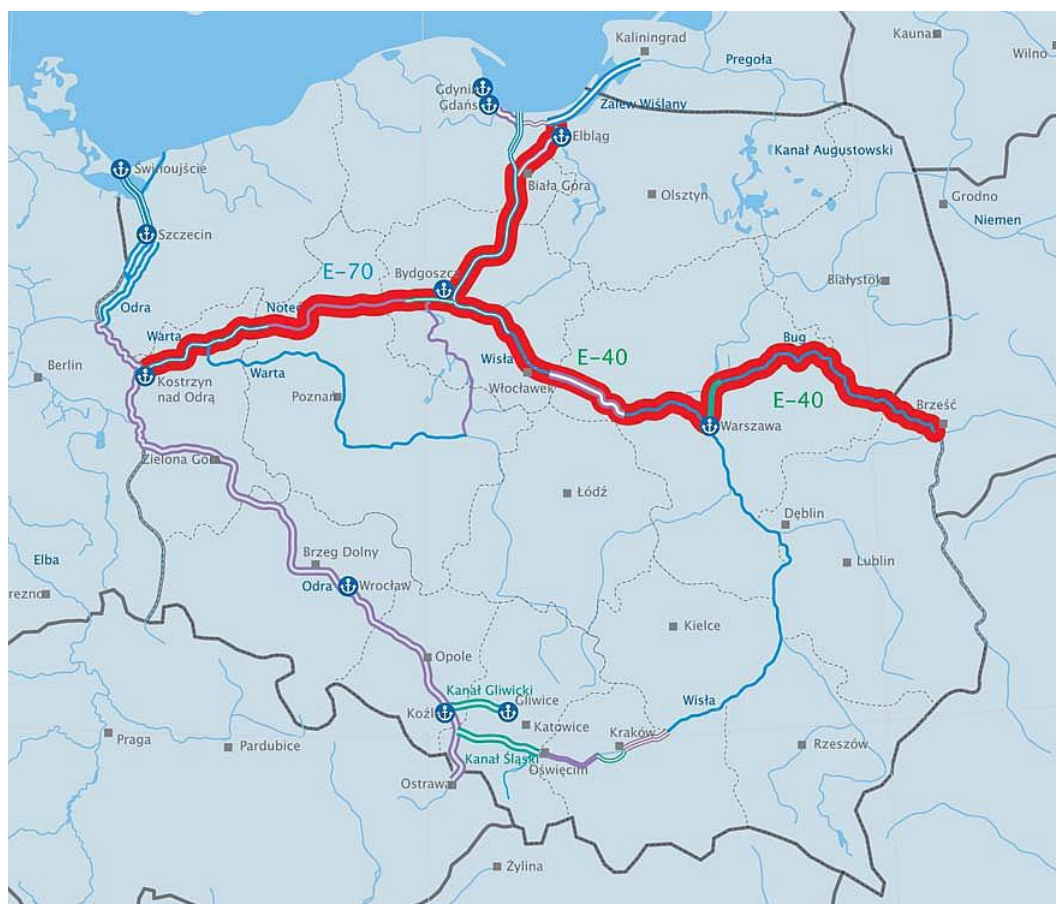 Kaliningrad
Kauna
Wilno
Pregoła
Gdynia
Gdańs
Zalew Wiślany
Elbląg
Kanał Augustowski
Świnoujście
Biała Góra
Olsztyn
Grodno
Niemen
Szczecin
E-70
Bydgoszcz
Białystok
Odra
Noteć
Warta
Bug
Berlin
Wisła
E-40
Warta
Włocławek
Kostrzyn
nad Odrą
Poznań
E-40
Brześć
Warszawa
Zielona Gó
Łódź
Dęblin
Elba
Brzeg Dolny
Lublin
Odra
Wrocław
rezno
Kielce
Opole
Kanał Gliwicki
Gliwice
Wisła
Koźle
Katowice
Praga
Pardubice
Kraków
Rzeszów
Kanał Śląski
Oświęcim
Ostrawa
Żylina